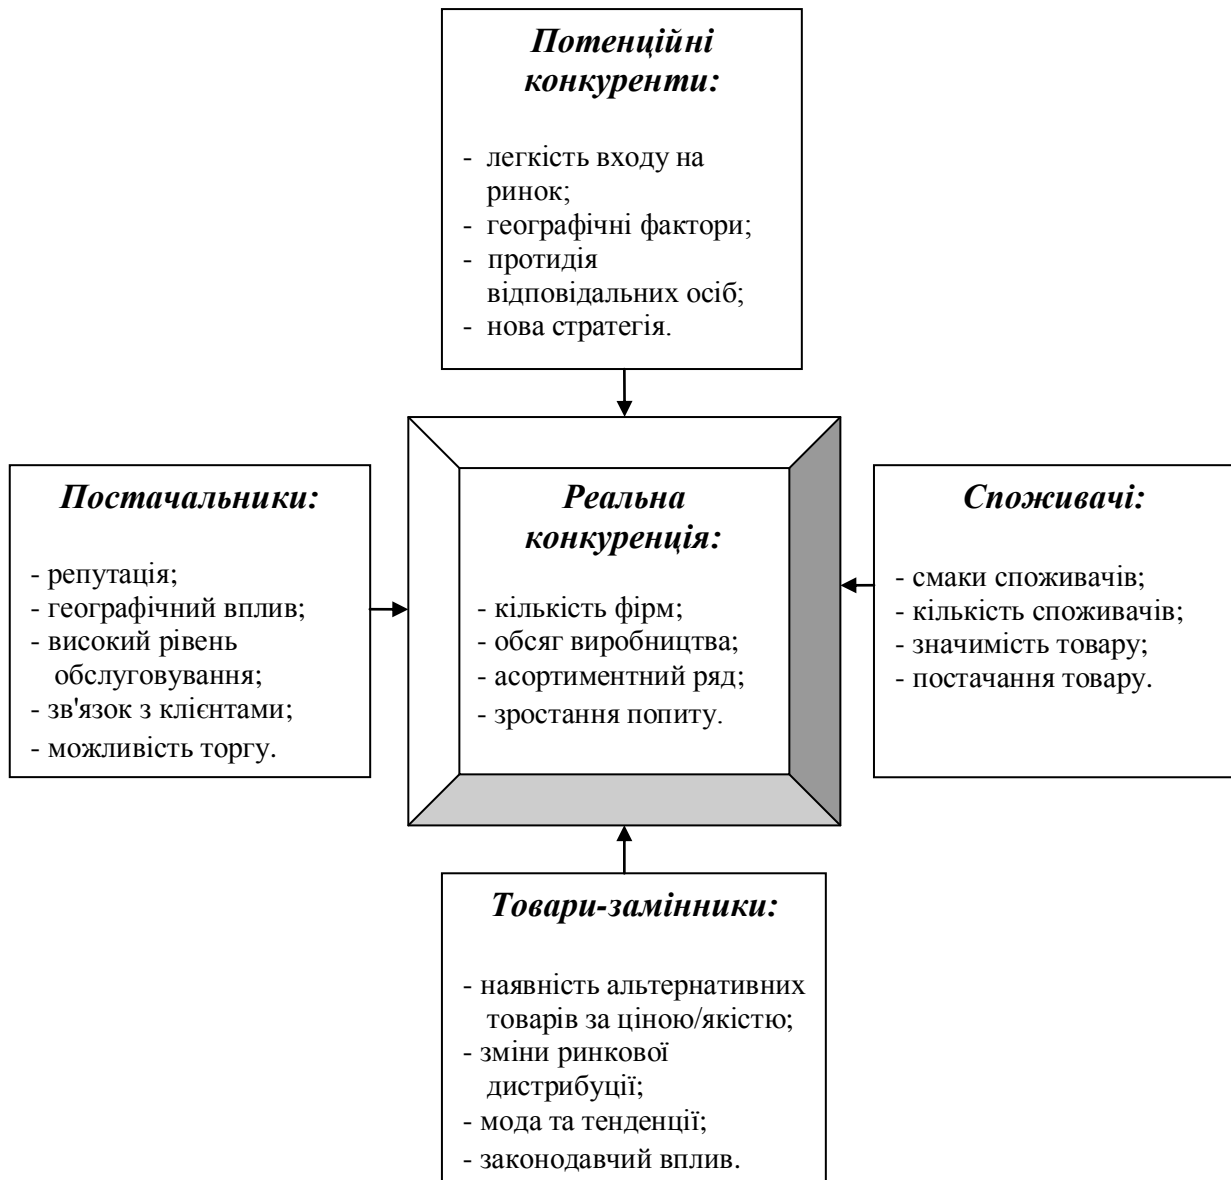 Потенційні
конкуренти:
- легкість входу на
ринок;
- географічні фактори;
- протидія
відповідальних осіб;
- нова стратегія.
Постачальники:
- репутація;
- географічний вплив;
- високий рівень
обслуговування;
- зв'язок з клієнтами;
- можливість торгу.
Реальна
конкуренція:
- кількість фірм;
- обсяг виробництва;
- асортиментний ряд;
- зростання попиту.
Споживачі:
- смаки споживачів;
- кількість споживачів;
- значимість товару;
- постачання товару.
Товари-замінники:
- наявність альтернативних
товарів за ціною/якістю;
- зміни ринкової
дистрибуції;
- мода та тенденції;
- законодавчий вплив.